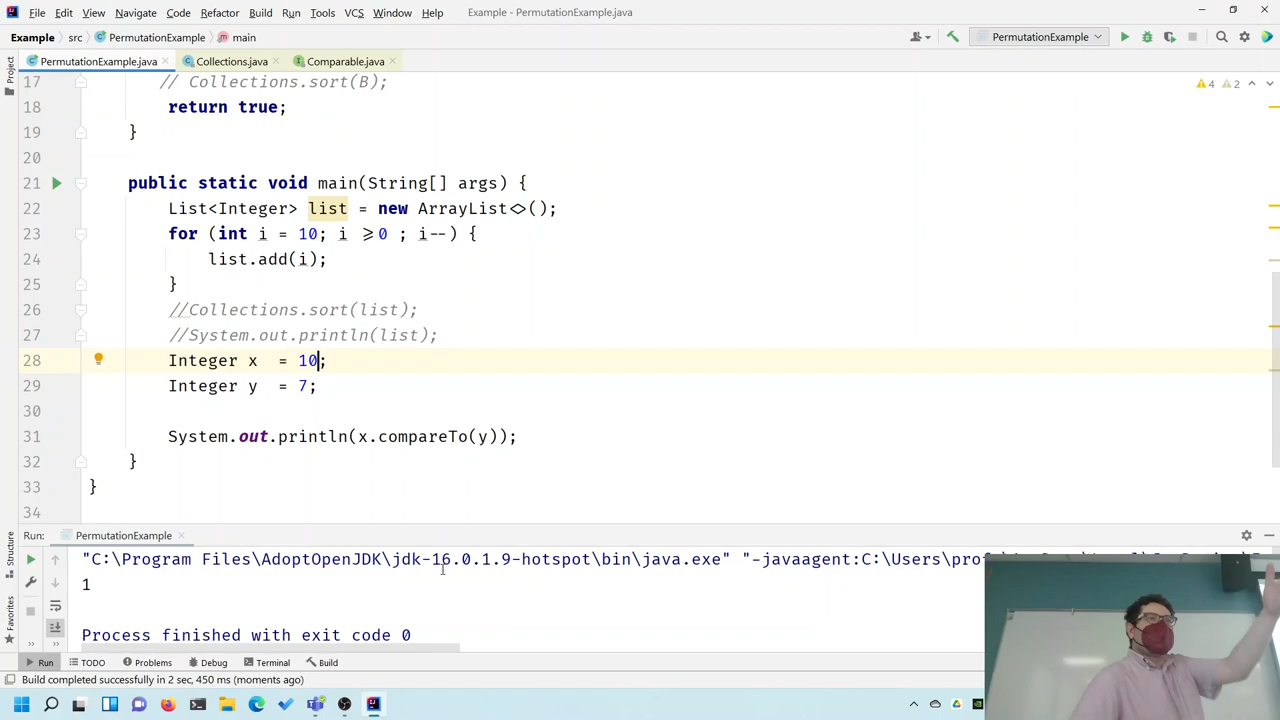 File Edit View Navigate Code Refactor Build Run Tools VCS Window Help Example - PermutationExample.java
Example src PermutationExample main PermutationExample
PermutationExample.java Collections.java Comparable.java
Project
17 // Collections.sort(B); 4 2
18 return true;
19 }
20
21 public static void main(String[] args) {
22 List<Integer> list = new ArrayList<>();
23 for (int i = 10; i >=0 ; i--) {
24 list.add(i);
25 }
26 //Collections.sort(list);
27 //System.out.println(list);
28 Integer x  = 10;
29 Integer y  = 7;
30
31 System.out.println(x.compareTo(y));
32 }
33 }
34
Run: PermutationExample
"C:\Program Files\AdoptOpenJDK\jdk-16.0.1.9-hotspot\bin\java.exe" "-javaagent:C:\Users\prof
1
Process finished with exit code 0
Structure
Favorites
Run TODO Problems Debug Terminal Build
Build completed successfully in 2 sec, 450 ms (moments ago)